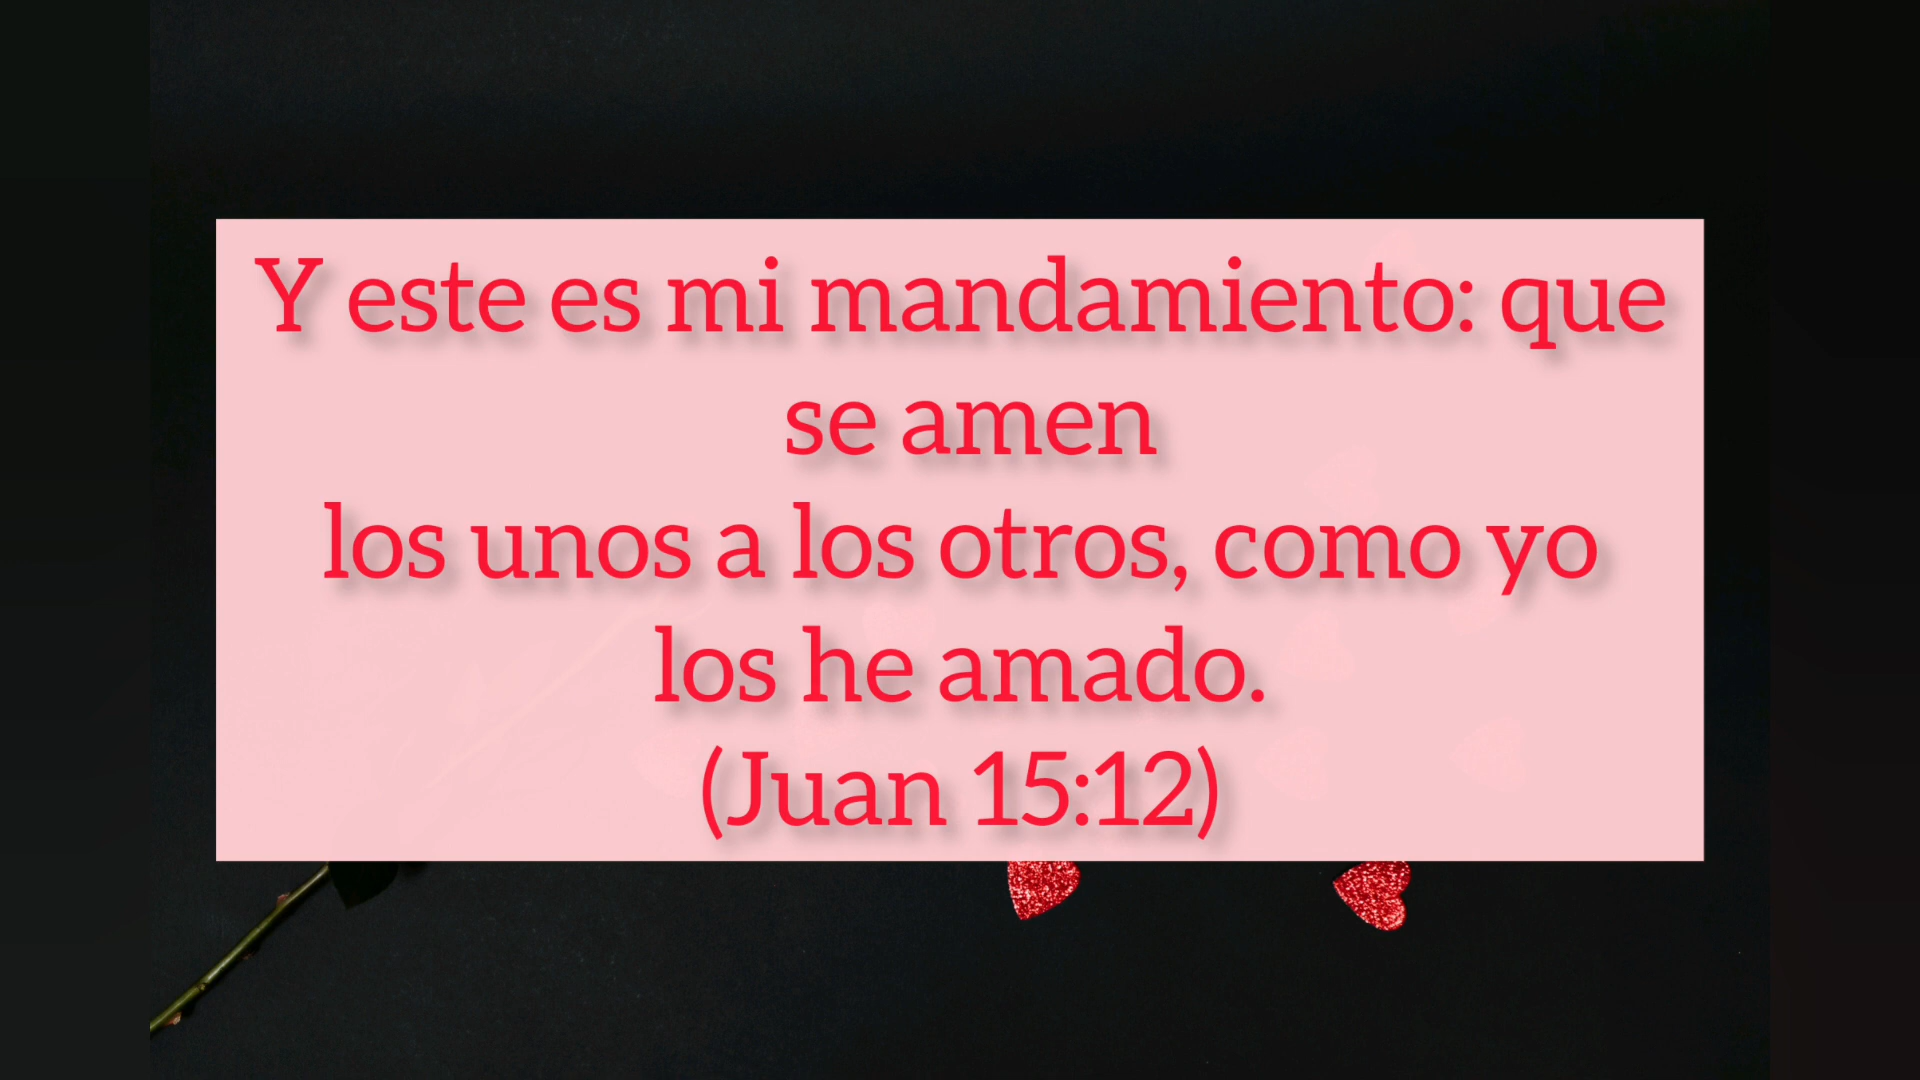 Y este es mi mandamiento: que
se amen
los unos a los otros, como yo
los he amado.
(Juan 15:12)